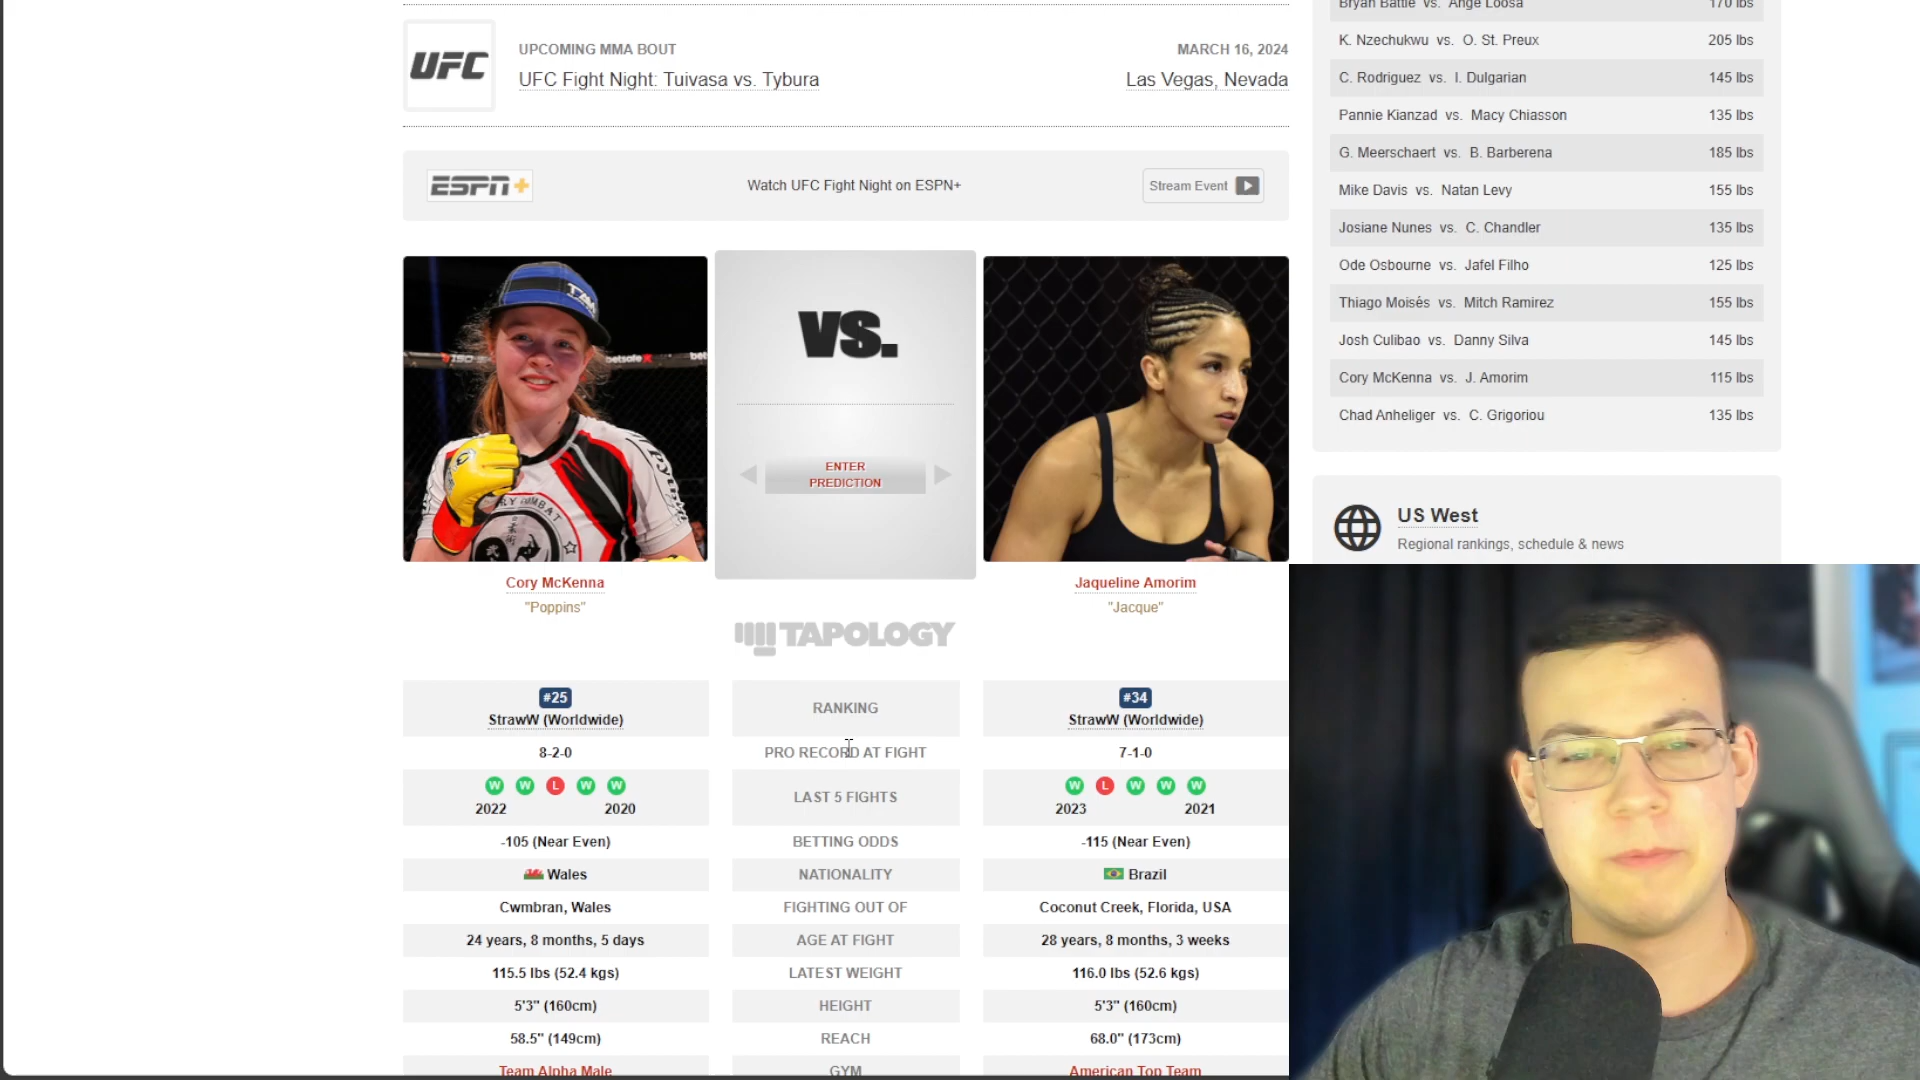 UFC
UPCOMING MMA BOUT
MARCH 16, 2024
UFC Fight Night: Tuivasa vs. Tybura
Las Vegas, Nevada
ESPN+
Watch UFC Fight Night on ESPN+
Stream Event
VS.
ENTER
PREDICTION
Cory McKenna
"Poppins"
Jaqueline Amorim
"Jacque"
TAPOLOGY
#25
StrawW (Worldwide)
RANKING
#34
StrawW (Worldwide)
8-2-0
PRO RECORD AT FIGHT
7-1-0
W W L W W
2022 2020
LAST 5 FIGHTS
W L W W W
2023 2021
-105 (Near Even)
BETTING ODDS
-115 (Near Even)
Wales
NATIONALITY
Brazil
Cwmbran, Wales
FIGHTING OUT OF
Coconut Creek, Florida, USA
24 years, 8 months, 5 days
AGE AT FIGHT
28 years, 8 months, 3 weeks
115.5 lbs (52.4 kgs)
LATEST WEIGHT
116.0 lbs (52.6 kgs)
5'3" (160cm)
HEIGHT
5'3" (160cm)
58.5" (149cm)
REACH
68.0" (173cm)
Team Alpha Male
GYM
American Top Team
Bryan Battle vs. Ange Loosa 170 lbs
K. Nzechukwu vs. O. St. Preux 205 lbs
C. Rodriguez vs. I. Dulgarian 145 lbs
Pannie Kianzad vs. Macy Chiasson 135 lbs
G. Meerschaert vs. B. Barberena 185 lbs
Mike Davis vs. Natan Levy 155 lbs
Josiane Nunes vs. C. Chandler 135 lbs
Ode Osbourne vs. Jafel Filho 125 lbs
Thiago Moisés vs. Mitch Ramirez 155 lbs
Josh Culibao vs. Danny Silva 145 lbs
Cory McKenna vs. J. Amorim 115 lbs
Chad Anheliger vs. C. Grigoriou 135 lbs
US West
Regional rankings, schedule & news